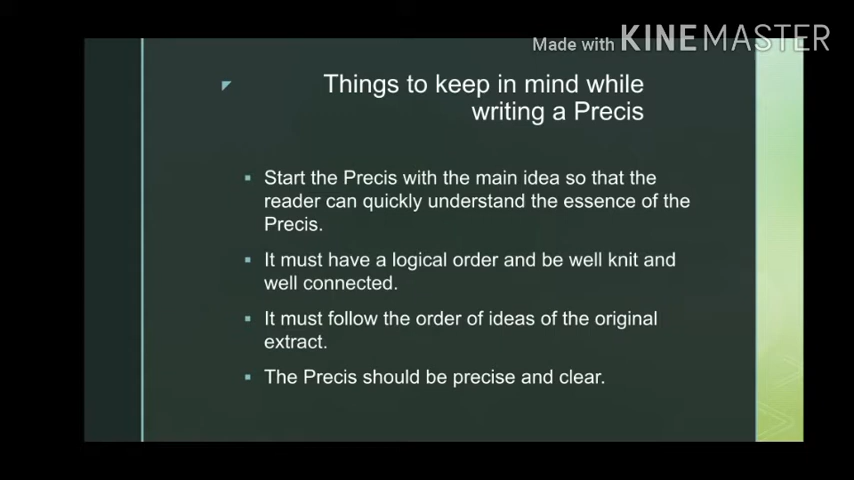 Made with KINEMASTER
Things to keep in mind while
writing a Precis
Start the Precis with the main idea so that the
reader can quickly understand the essence of the
Precis.
It must have a logical order and be well knit and
well connected.
It must follow the order of ideas of the original
extract.
The Precis should be precise and clear.